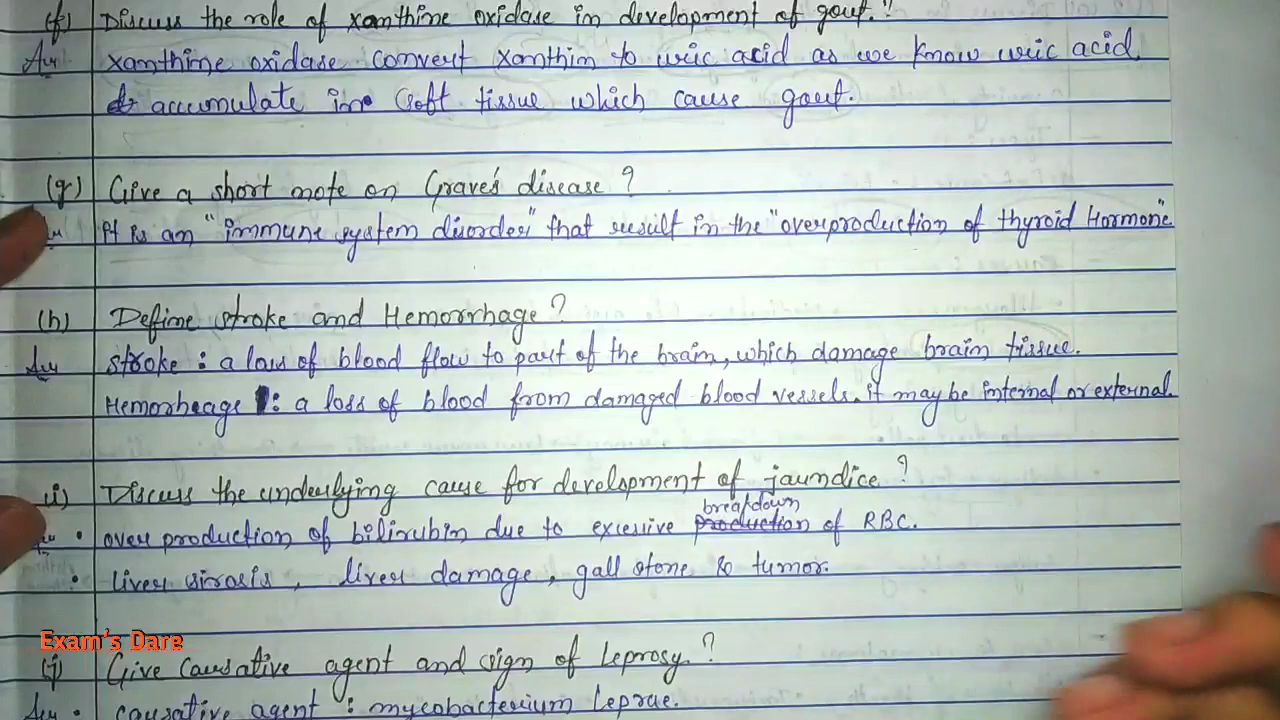 (f) Discuss the role of xanthine oxidase in development of gout.?
Ans xanthine oxidase convert xanthin to uric acid as we know uric acid
accumulate in soft tissue which cause gout.
(g) Give a short note on Grave's disease ?
It is an "immune system disorder" that result in the "overproduction of thyroid Hormone"
(h) Define stroke and Hemorrhage ?
Ans stroke : a loss of blood flow to part of the brain, which damage brain tissue.
Hemorheage : a loss of blood from damaged blood vessels. it may be internal or external.
(i) Discuss the underlying cause for development of jaundice ?
breakdown
• over production of bilirubin due to excessive production of RBC.
• liver sirosis, liver damage, gall stone & tumor.
Exam's Dare
(j) Give causative agent and sign of leprosy ?
Ans • causative agent : mycobacterium leprae.